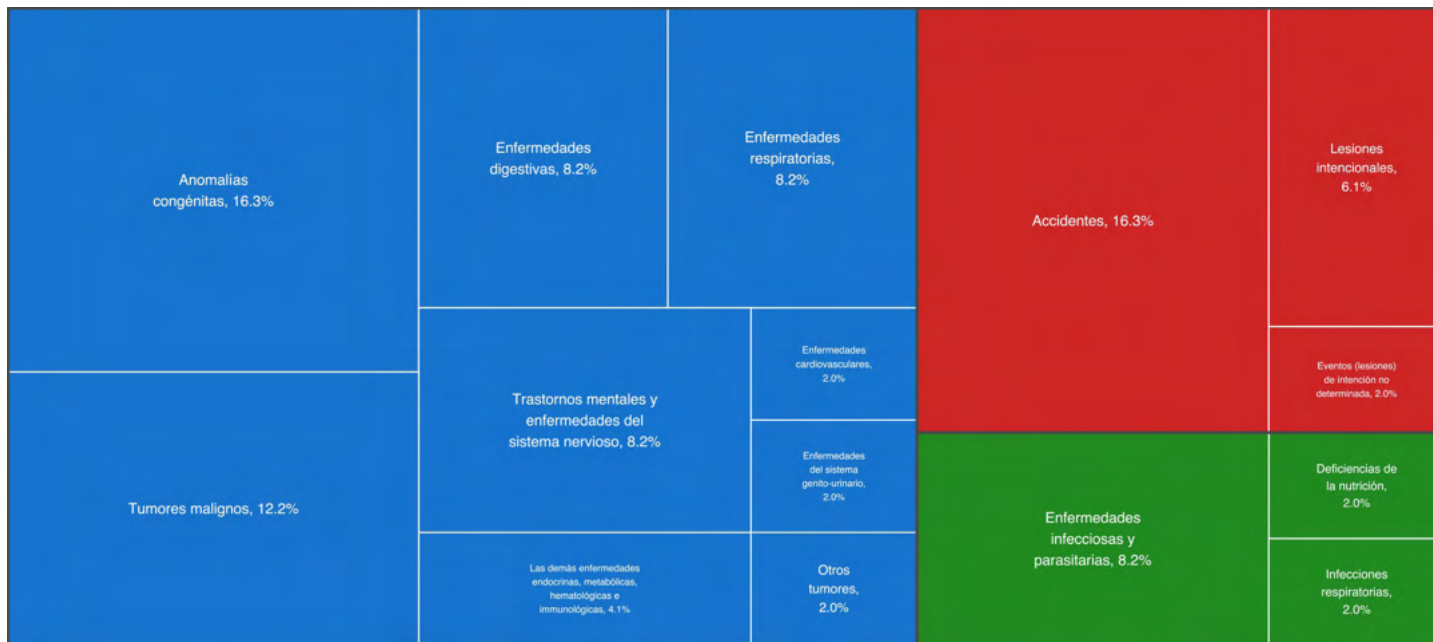 Anomalías
congénitas, 16.3%
Tumores malignos, 12.2%
Enfermedades
digestivas, 8.2%
Enfermedades
respiratorias,
8.2%
Trastornos mentales y
enfermedades del
sistema nervioso, 8.2%
Enfermedades
cardiovasculares,
2.0%
Enfermedades
del sistema
genito-urinario,
2.0%
Las demás enfermedades
endocrinas, metabólicas,
hematológicas e
immunológicas, 4.1%
Otros
tumores,
2.0%
Accidentes, 16.3%
Lesiones
intencionales,
6.1%
Eventos (lesiones)
de intención no
determinada, 2.0%
Enfermedades
infecciosas y
parasitarias, 8.2%
Deficiencias de
la nutrición,
2.0%
Infecciones
respiratorias,
2.0%